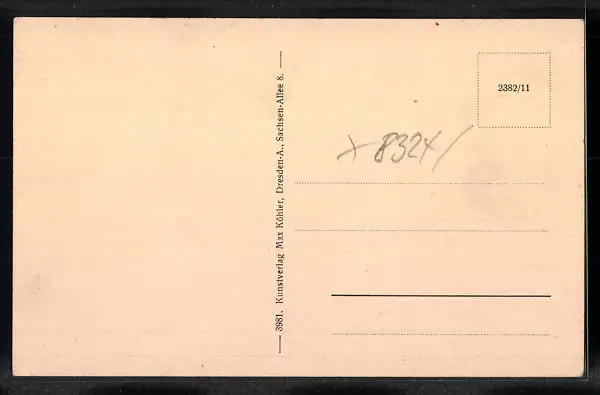 2382/11
x 8324/
3981. Kunstverlag Max Köhler, Dresden-A., Sachsen-Allee 8.